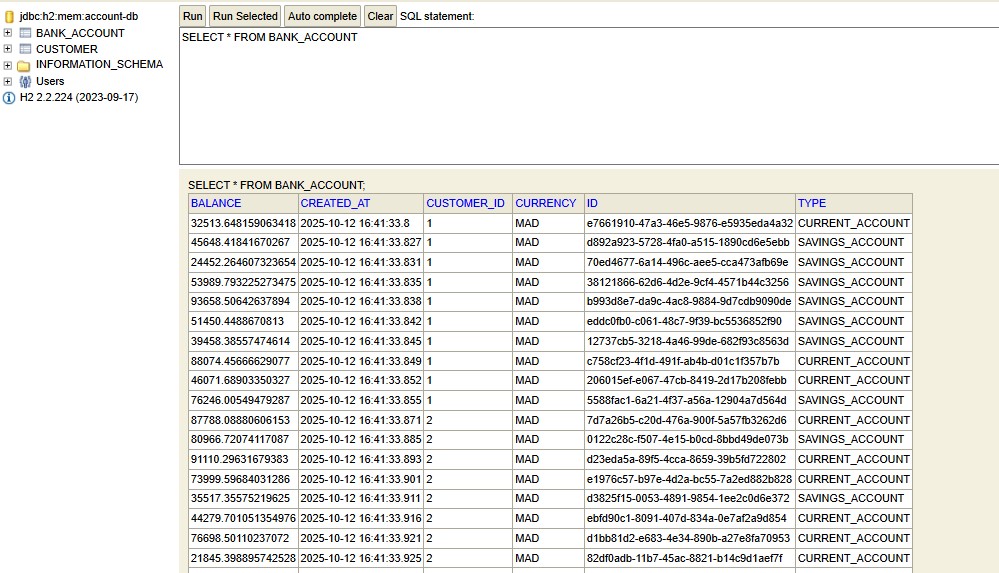 jdbc:h2:mem:account-db
BANK_ACCOUNT
CUSTOMER
INFORMATION_SCHEMA
Users
H2 2.2.224 (2023-09-17)
Run Run Selected Auto complete Clear SQL statement:
SELECT * FROM BANK_ACCOUNT
SELECT * FROM BANK_ACCOUNT;
BALANCE CREATED_AT CUSTOMER_ID CURRENCY ID TYPE
32513.648159063418 2025-10-12 16:41:33.8 1 MAD e7661910-47a3-46e5-9876-e5935eda4a32 CURRENT_ACCOUNT
45648.41841670267 2025-10-12 16:41:33.827 1 MAD d892a923-5728-4fa0-a515-1890cd6e5ebb SAVINGS_ACCOUNT
24452.264607323654 2025-10-12 16:41:33.831 1 MAD 70ed4677-6a14-496c-aee5-cca473afb69e SAVINGS_ACCOUNT
53989.793225273475 2025-10-12 16:41:33.835 1 MAD 38121866-62d6-4d2e-9cf4-4571b44c3256 SAVINGS_ACCOUNT
93658.50642637894 2025-10-12 16:41:33.838 1 MAD b993d8e7-da9c-4ac8-9884-9d7cdb9090de SAVINGS_ACCOUNT
51450.4488670813 2025-10-12 16:41:33.842 1 MAD eddc0fb0-c061-48c7-9f39-bc5536852f90 SAVINGS_ACCOUNT
39458.38557474614 2025-10-12 16:41:33.845 1 MAD 12737cb5-3218-4a46-99de-682f93c8563d SAVINGS_ACCOUNT
88074.45666629077 2025-10-12 16:41:33.849 1 MAD c758cf23-4f1d-491f-ab4b-d01c1f357b7b CURRENT_ACCOUNT
46071.68903350327 2025-10-12 16:41:33.852 1 MAD 206015ef-e067-47cb-8419-2d17b208febb CURRENT_ACCOUNT
76246.00549479287 2025-10-12 16:41:33.855 1 MAD 5588fac1-6a21-4f37-a56a-12904a7d564d SAVINGS_ACCOUNT
87788.08880606153 2025-10-12 16:41:33.871 2 MAD 7d7a26b5-c20d-476a-900f-5a57fb3262d6 CURRENT_ACCOUNT
80966.72074117087 2025-10-12 16:41:33.885 2 MAD 0122c28c-f507-4e15-b0cd-8bbd49de073b SAVINGS_ACCOUNT
91110.29631679383 2025-10-12 16:41:33.893 2 MAD d23eda5a-89f5-4cca-8659-39b5fd722802 CURRENT_ACCOUNT
73999.59684031286 2025-10-12 16:41:33.901 2 MAD e1976c57-b97e-4d2a-bc55-7a2ed882b828 CURRENT_ACCOUNT
35517.35575219625 2025-10-12 16:41:33.911 2 MAD d3825f15-0053-4891-9854-1ee2c0d6e372 SAVINGS_ACCOUNT
44279.701051354976 2025-10-12 16:41:33.916 2 MAD ebfd90c1-8091-407d-834a-0e7af2a9d854 CURRENT_ACCOUNT
76698.50110237072 2025-10-12 16:41:33.921 2 MAD d1bb81d2-e683-4e34-890b-a27e8fa70953 CURRENT_ACCOUNT
21845.398895742528 2025-10-12 16:41:33.925 2 MAD 82df0adb-11b7-45ac-8821-b14c9d1aef7f CURRENT_ACCOUNT